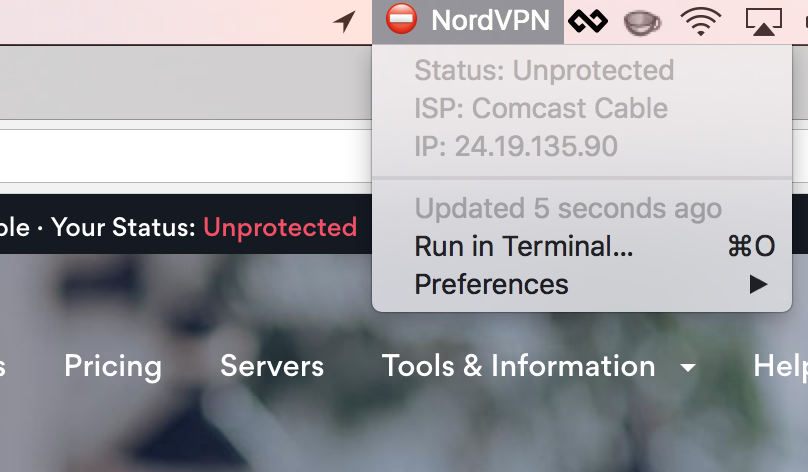 NordVPN
Status: Unprotected
ISP: Comcast Cable
IP: 24.19.135.90
Updated 5 seconds ago
Run in Terminal... ⌘O
Preferences ▶
ble · Your Status: Unprotected
s Pricing Servers Tools & Information Help